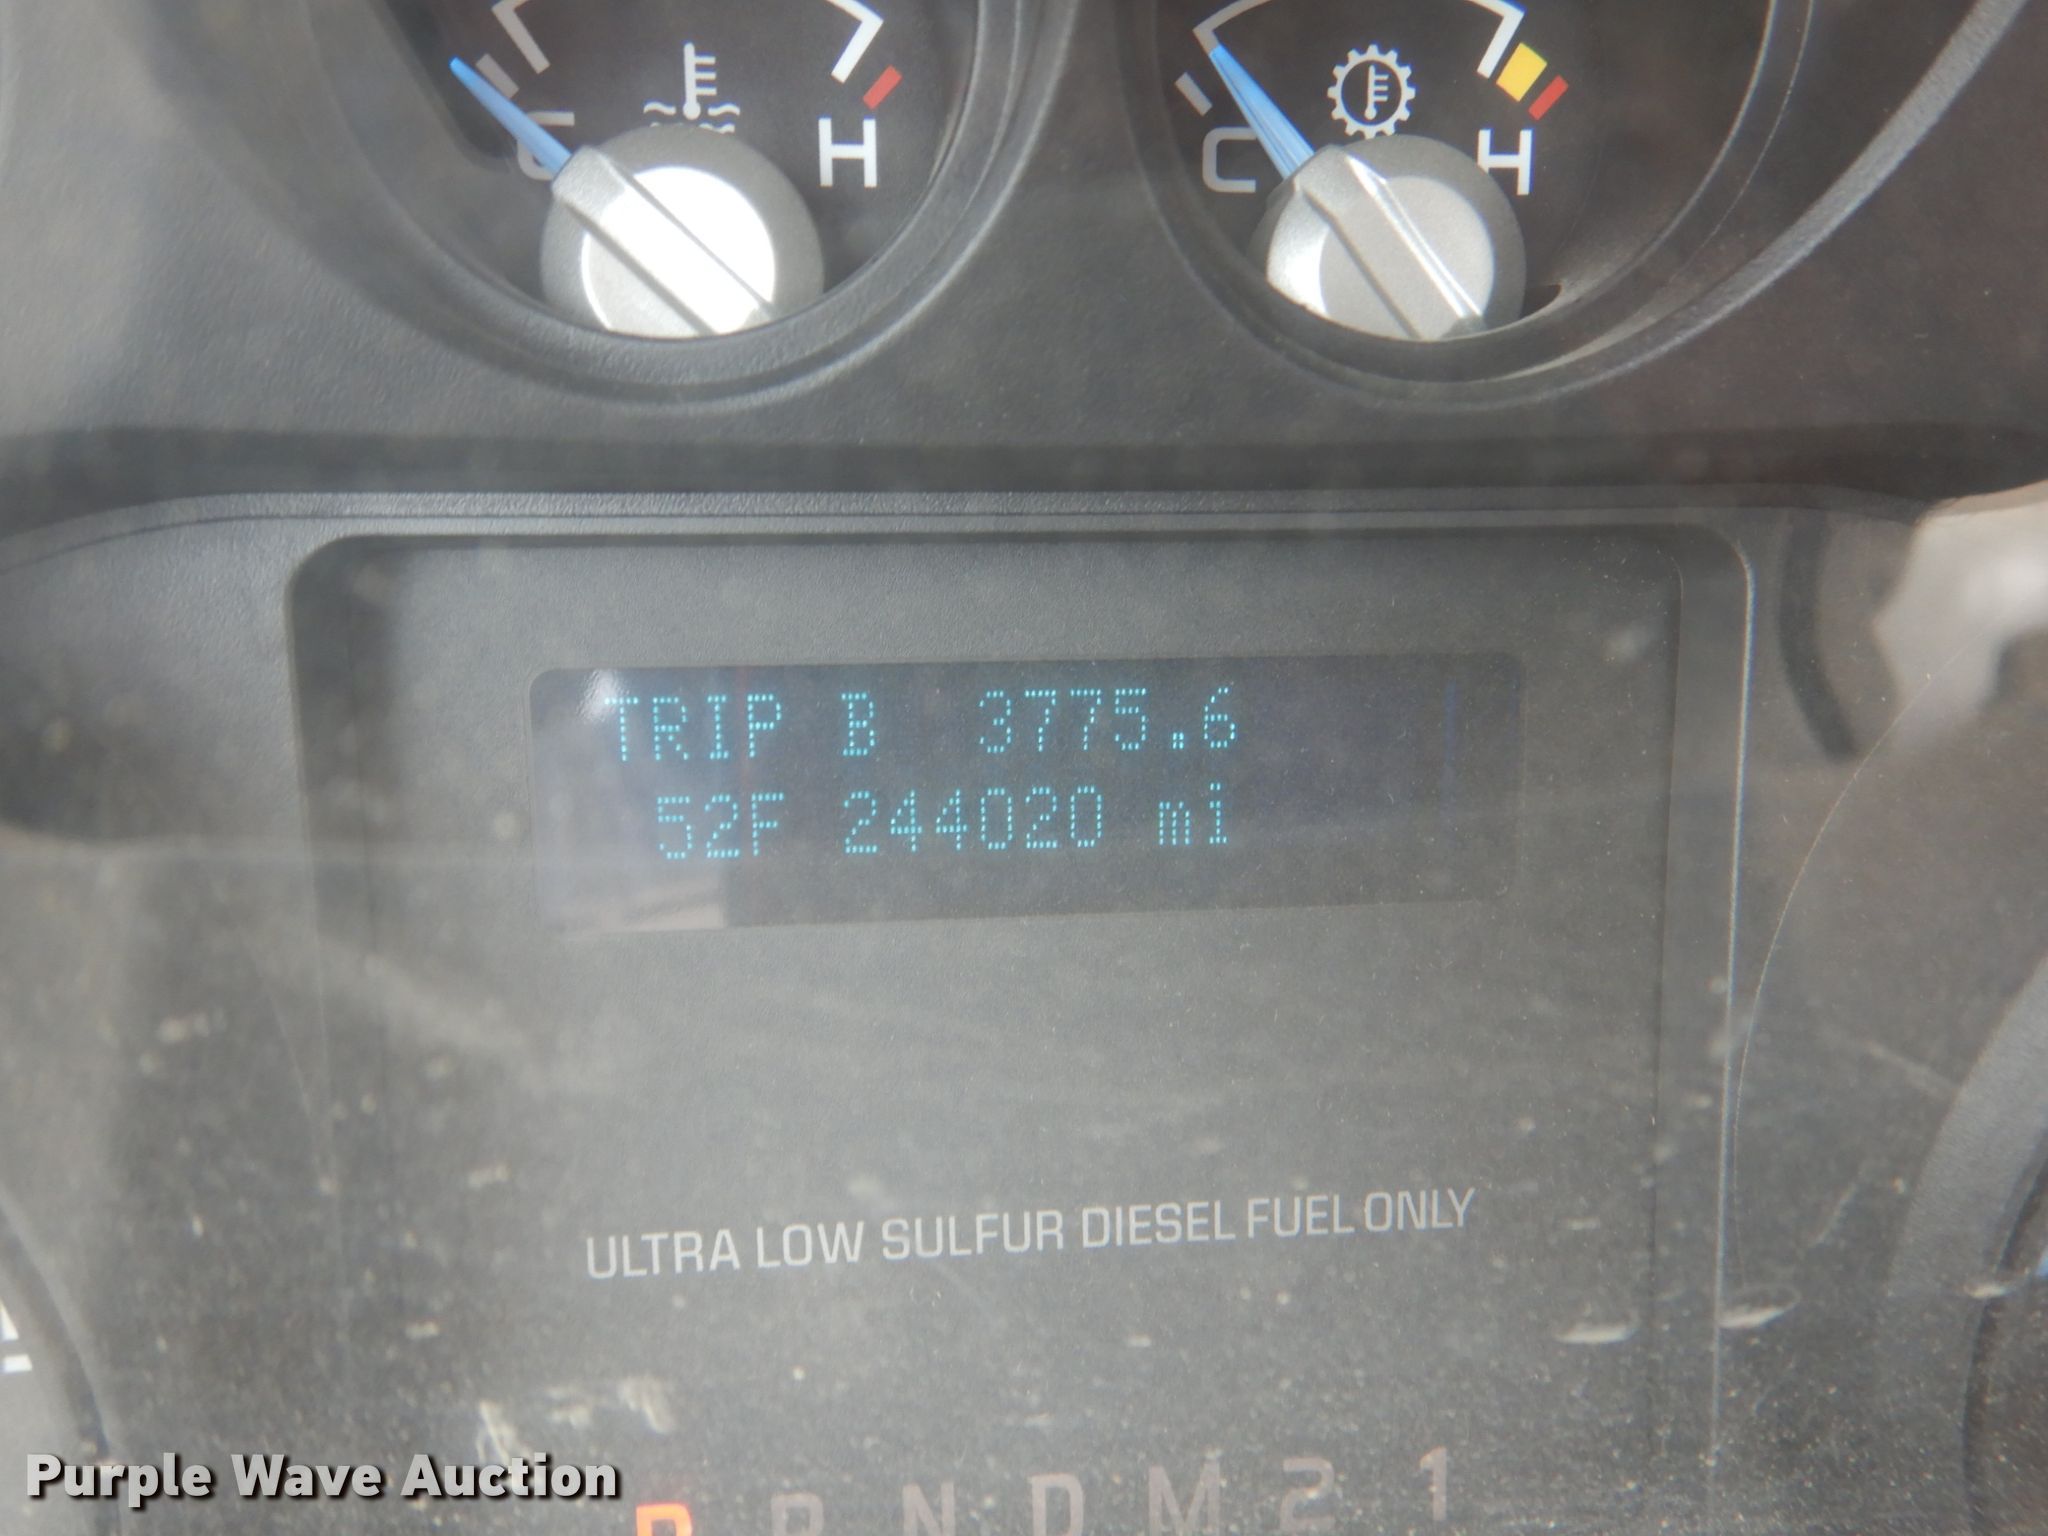 C H C H
TRIP B 3775.6
52F 244020 mi
ULTRA LOW SULFUR DIESEL FUEL ONLY
P R N D M 2 1
Purple Wave Auction